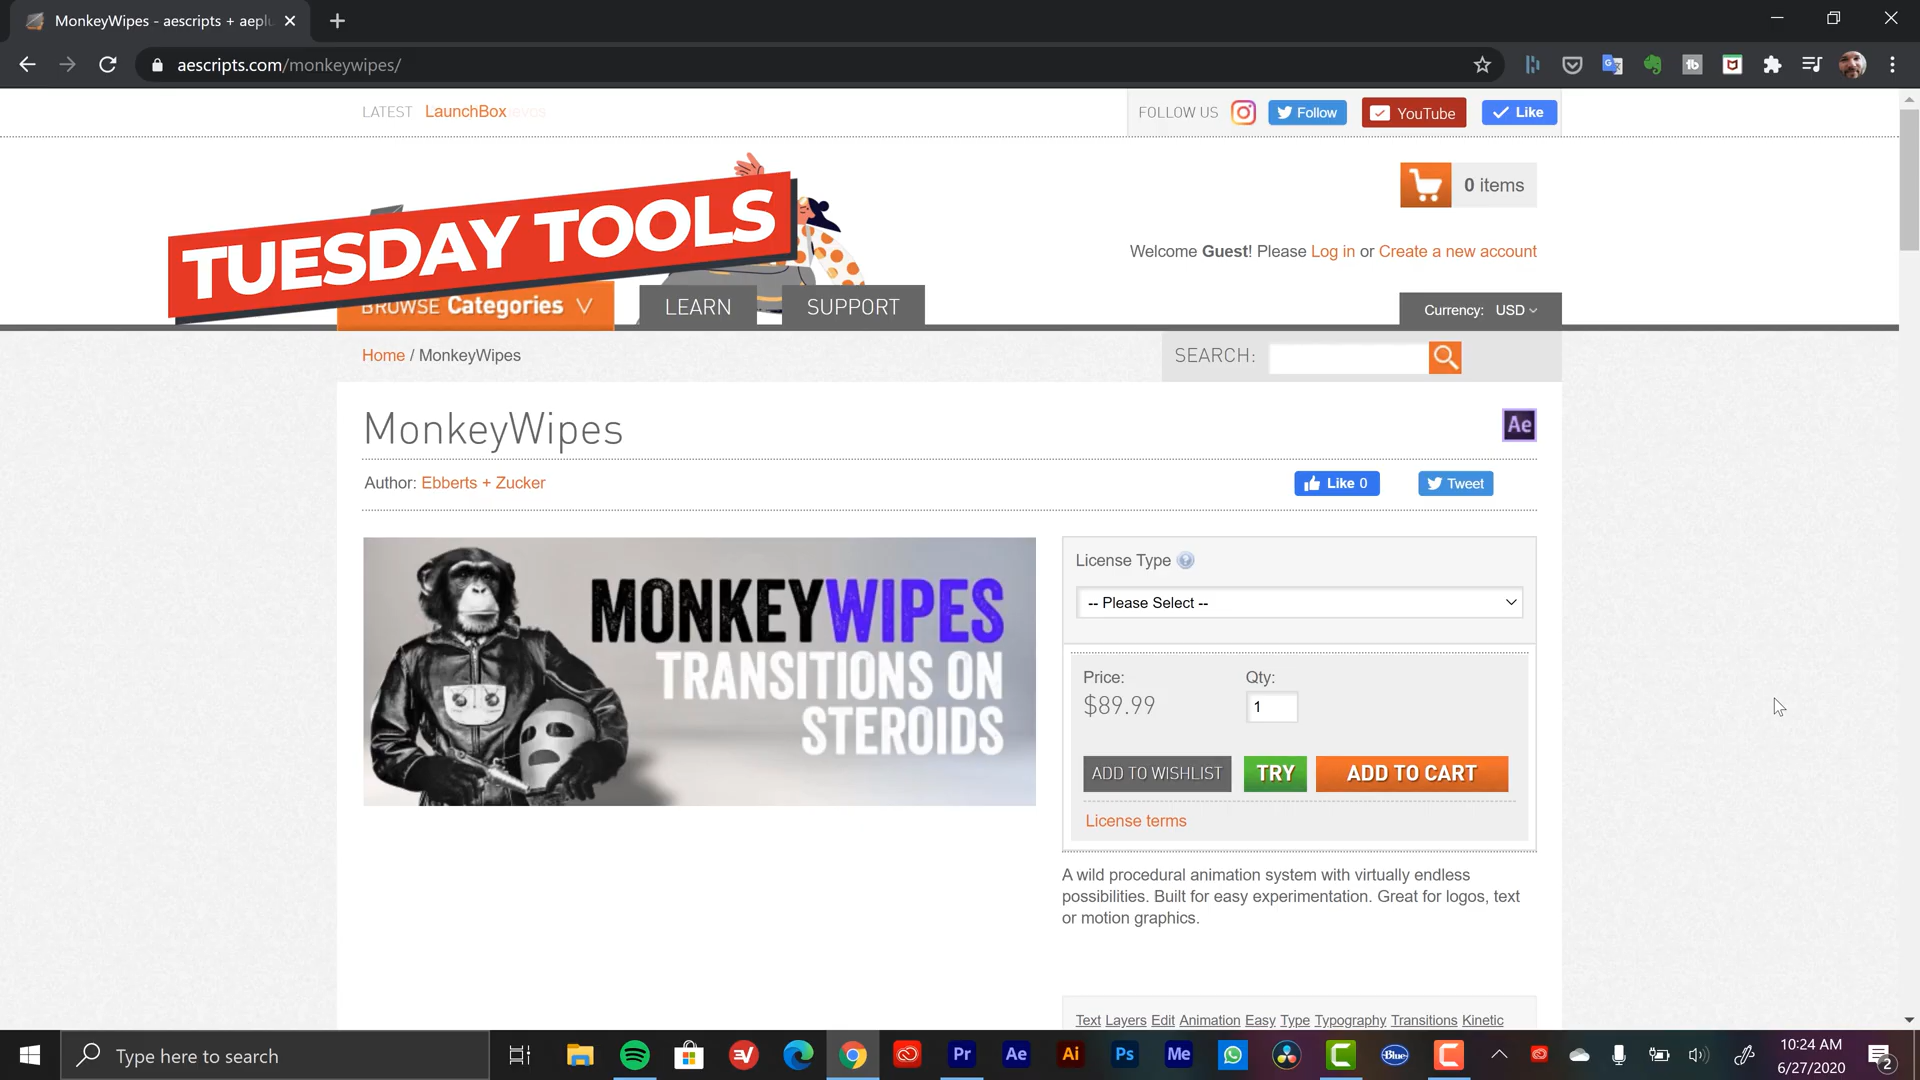 MonkeyWipes - aescripts + aeplu
aescripts.com/monkeywipes/
LATEST LaunchBox
FOLLOW US Follow YouTube Like
TUESDAY TOOLS
0 items
Welcome Guest! Please Log in or Create a new account
BROWSE Categories LEARN SUPPORT
Currency: USD
Home / MonkeyWipes
SEARCH:
MonkeyWipes
Ae
Author: Ebberts + Zucker
Like 0 Tweet
MONKEYWIPES
TRANSITIONS ON
STEROIDS
License Type ?
-- Please Select --
Price: Qty:
$89.99 1
ADD TO WISHLIST TRY ADD TO CART
License terms
A wild procedural animation system with virtually endless
possibilities. Built for easy experimentation. Great for logos, text
or motion graphics.
Text Layers Edit Animation Easy Type Typography Transitions Kinetic
Type here to search
Pr Ae Ai Ps Me Blue
10:24 AM
6/27/2020
2